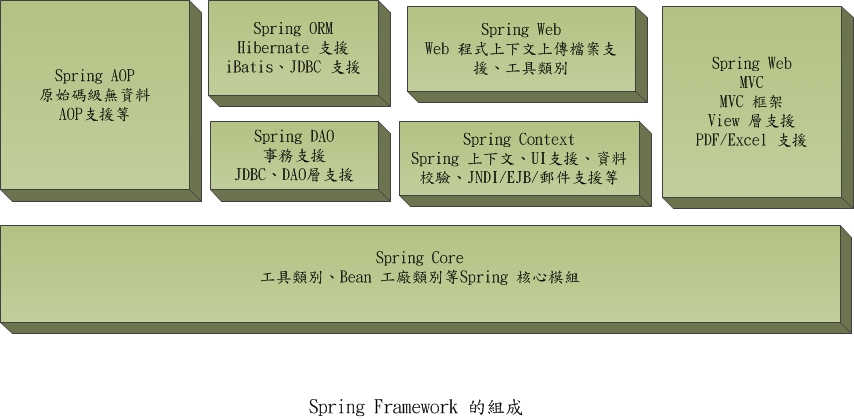 Spring AOP
原始碼級無資料
AOP支援等
Spring ORM
Hibernate 支援
iBatis、JDBC 支援
Spring DAO
事務支援
JDBC、DAO層支援
Spring Web
Web 程式上下文上傳檔案支
援、工具類別
Spring Context
Spring 上下文、UI支援、資料
校驗、JNDI/EJB/郵件支援等
Spring Web
MVC
MVC 框架
View 層支援
PDF/Excel 支援
Spring Core
工具類別、Bean 工廠類別等Spring 核心模組
Spring Framework 的組成